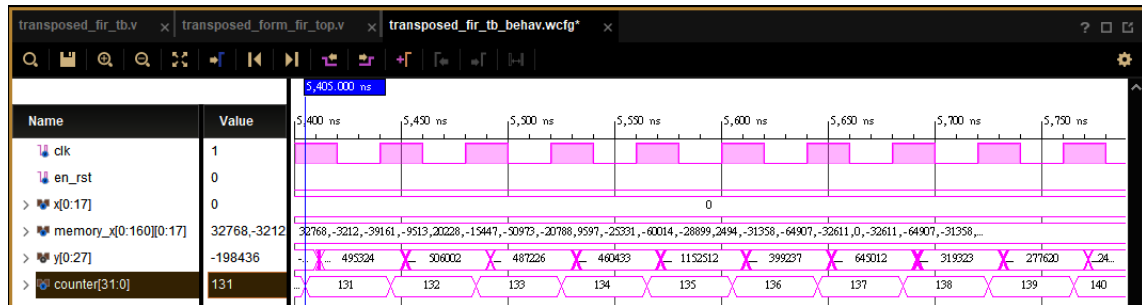 transposed_fir_tb.v × transposed_form_fir_top.v × transposed_fir_tb_behav.wcfg* × ?
5,405.000 ns
Name Value 5,400 ns 5,450 ns 5,500 ns 5,550 ns 5,600 ns 5,650 ns 5,700 ns 5,750 ns
clk 1
en_rst 0
> x[0:17] 0 0
> memory_x[0:160][0:17] 32768,-3212 32768,-3212,-39161,-9513,20228,-15447,-50973,-20788,9597,-25331,-60014,-28899,2494,-31358,-64907,-32611,0,-32611,-64907,-31358,...
> y[0:27] -198436 495324 506002 487226 460433 1152512 399237 645012 319323 277620 24...
> counter[31:0] 131 ... 131 132 133 134 135 136 137 138 139 140